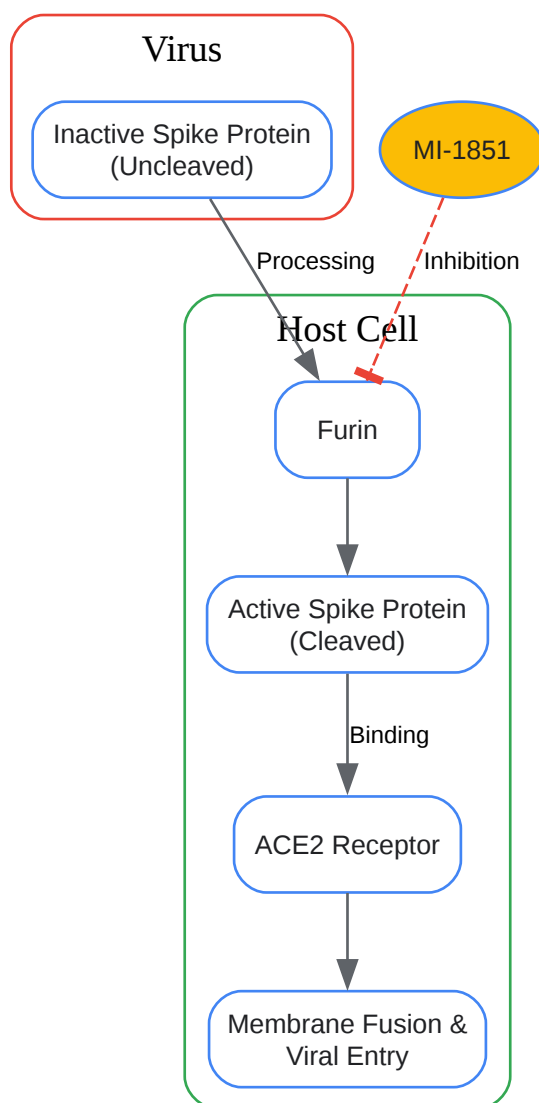 Virus
Inactive Spike Protein
(Uncleaved)
MI-1851
Processing
Inhibition
Host Cell
Furin
Active Spike Protein
(Cleaved)
Binding
ACE2 Receptor
Membrane Fusion &
Viral Entry